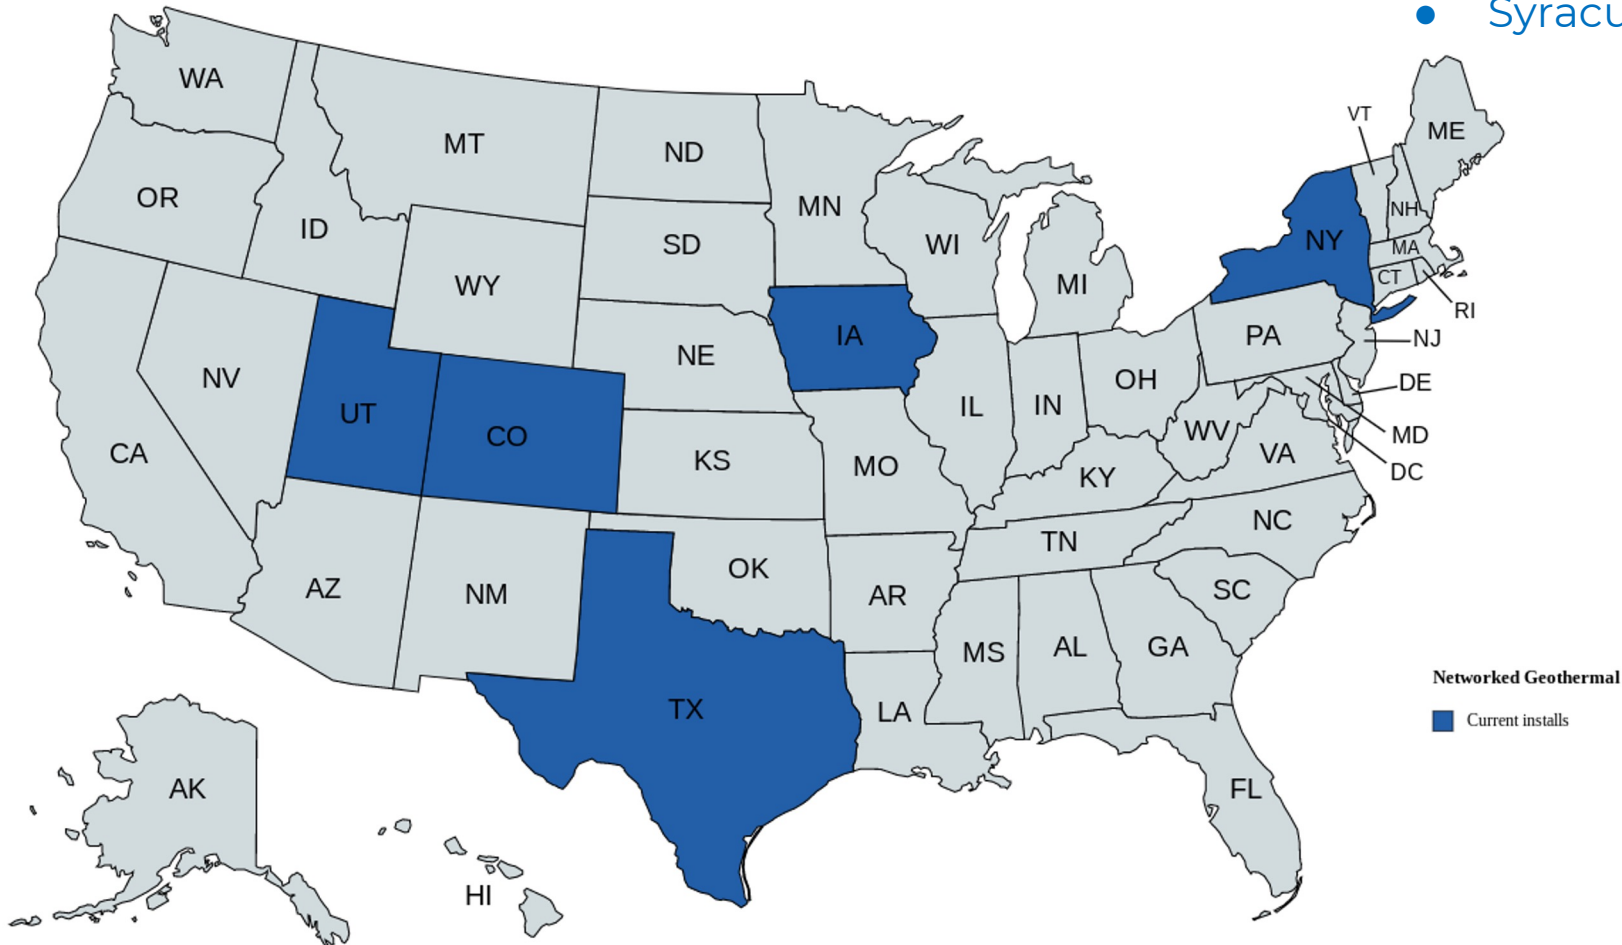 • Syracu
WA
MT
ND
MN
VT
ME
OR
ID
SD
WI
NH
WY
MI
NY
MA
CT
RI
NE
IA
PA
NJ
NV
UT
CO
IL
IN
OH
DE
CA
KS
MO
WV
VA
MD
KY
DC
AZ
NM
OK
AR
TN
NC
SC
MS
AL
GA
TX
LA
Networked Geothermal
Current installs
FL
AK
HI